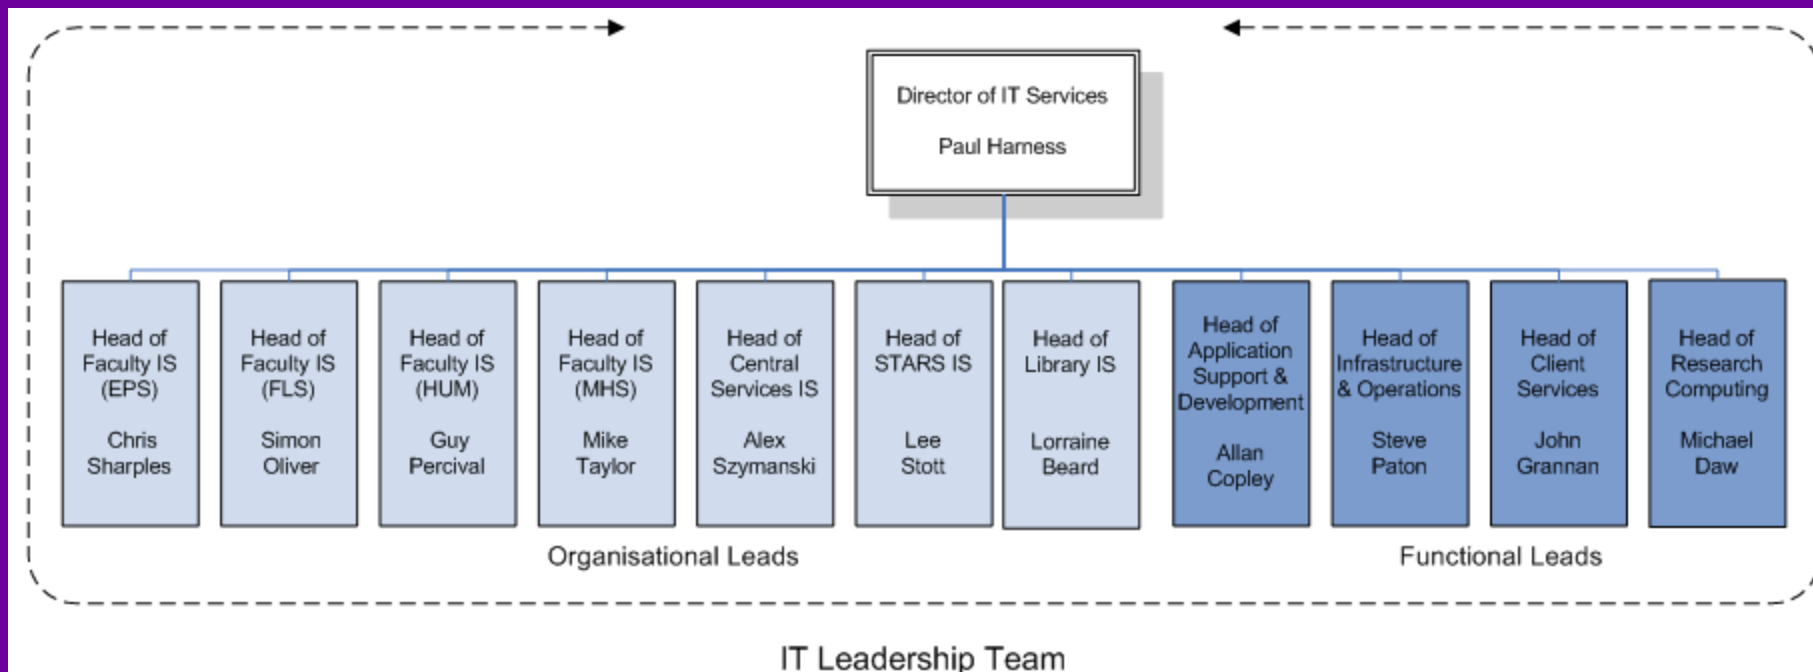 Director of IT Services
Paul Harness
Head of
Faculty IS
(EPS)
Chris
Sharples
Head of
Faculty IS
(FLS)
Simon
Oliver
Head of
Faculty IS
(HUM)
Guy
Percival
Head of
Faculty IS
(MHS)
Mike
Taylor
Head of
Central
Services IS
Alex
Szymanski
Head of
STARS IS
Lee
Stott
Head of
Library IS
Lorraine
Beard
Head of
Application
Support &
Development
Allan
Copley
Head of
Infrastructure
& Operations
Steve
Paton
Head of
Client
Services
John
Grannan
Head of
Research
Computing
Michael
Daw
Organisational Leads
Functional Leads
IT Leadership Team